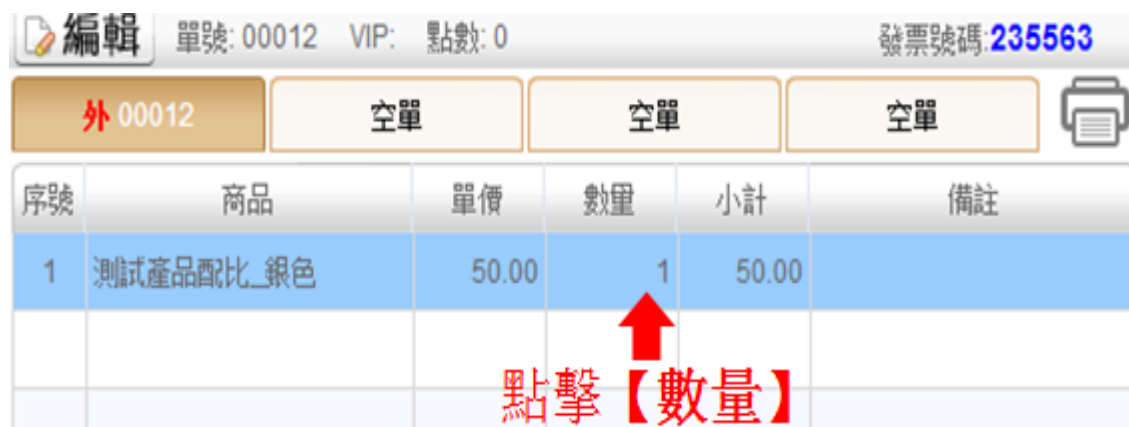 編輯 單號: 00012 VIP: 點數: 0 發票號碼:235563
外 00012 空單 空單 空單
序號 商品 單價 數量 小計 備註
1 測試產品配比_銀色 50.00 1 50.00
點擊【數量】